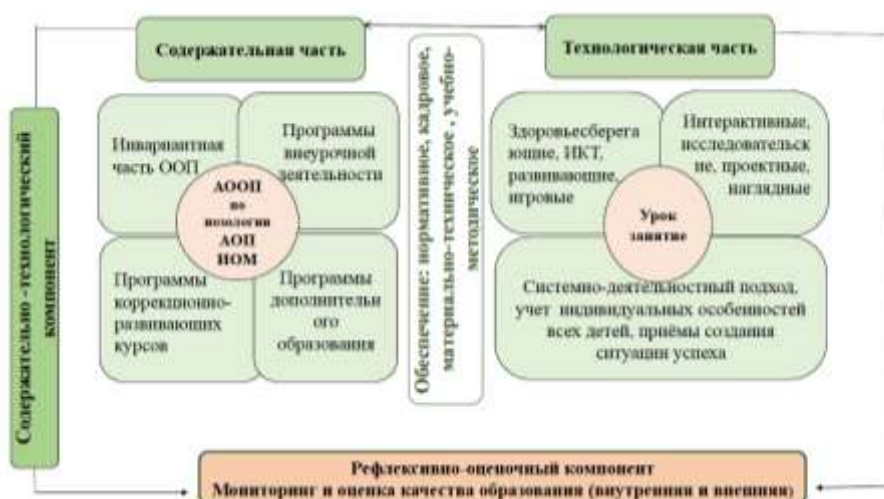 Содержательная часть
Технологическая часть
Содержательно -технологический
компонент
Инвариантная
часть ООП
Программы
внеурочной
деятельности
АООП
по
нозологии
АОП
ИОМ
Программы
коррекционно-
развивающих
курсов
Программы
дополнительн
ого
образования
Обеспечение: нормативное, кадровое,
материально-техническое , учебно-
методическое
Здоровьесберега
ющие, ИКТ,
развивающие,
игровые
Интерактивные,
исследовательск
ие, проектные,
наглядные
Урок
занятие
Системно-деятельностный подход,
учет индивидуальных особенностей
всех детей, приёмы создания
ситуации успеха
Рефлексивно-оценочный компонент
Мониторинг и оценка качества образования (внутренняя и внешняя)